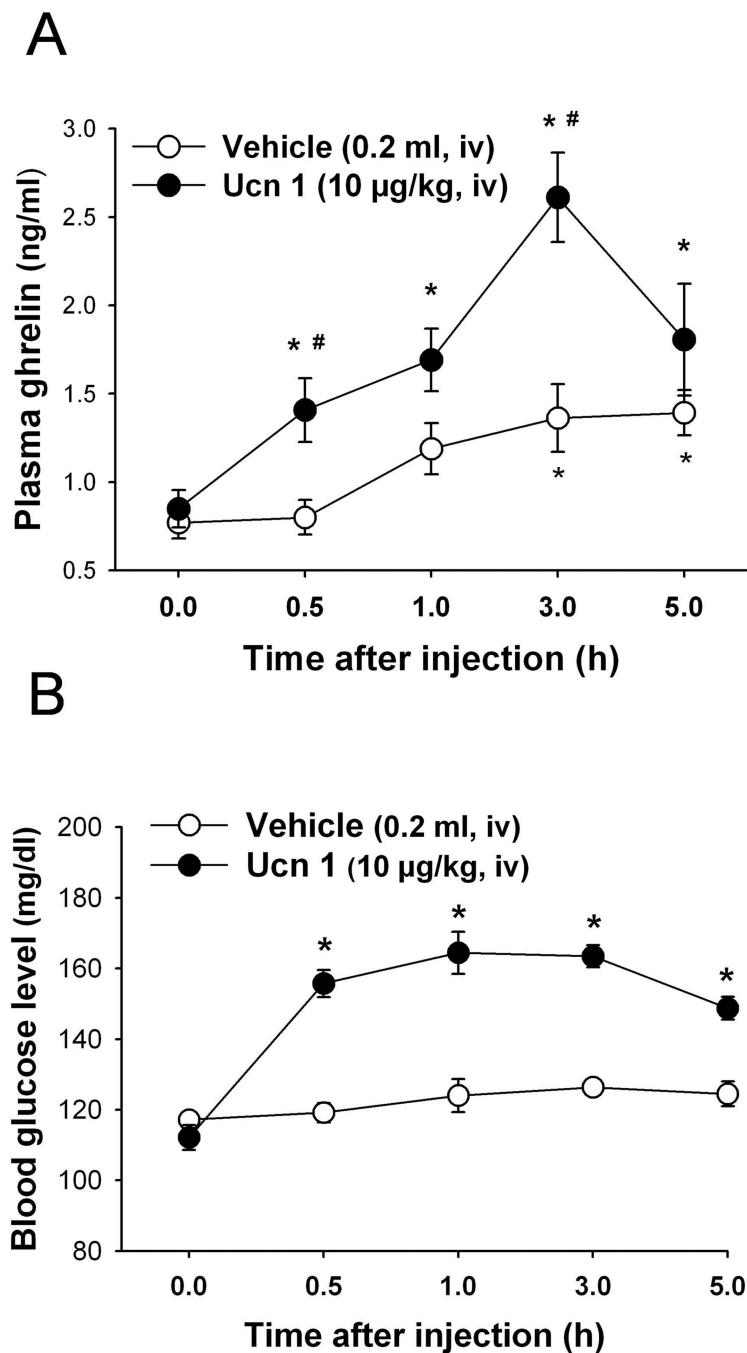 A
Vehicle (0.2 ml, iv)
Ucn 1 (10 µg/kg, iv)
Plasma ghrelin (ng/ml)
3.0
2.5
2.0
1.5
1.0
0.5
* #
*
* #
*
*
*
0.0 0.5 1.0 3.0 5.0
Time after injection (h)
B
Vehicle (0.2 ml, iv)
Ucn 1 (10 µg/kg, iv)
Blood glucose level (mg/dl)
200
180
160
140
120
100
80
* * * *
0.0 0.5 1.0 3.0 5.0
Time after injection (h)